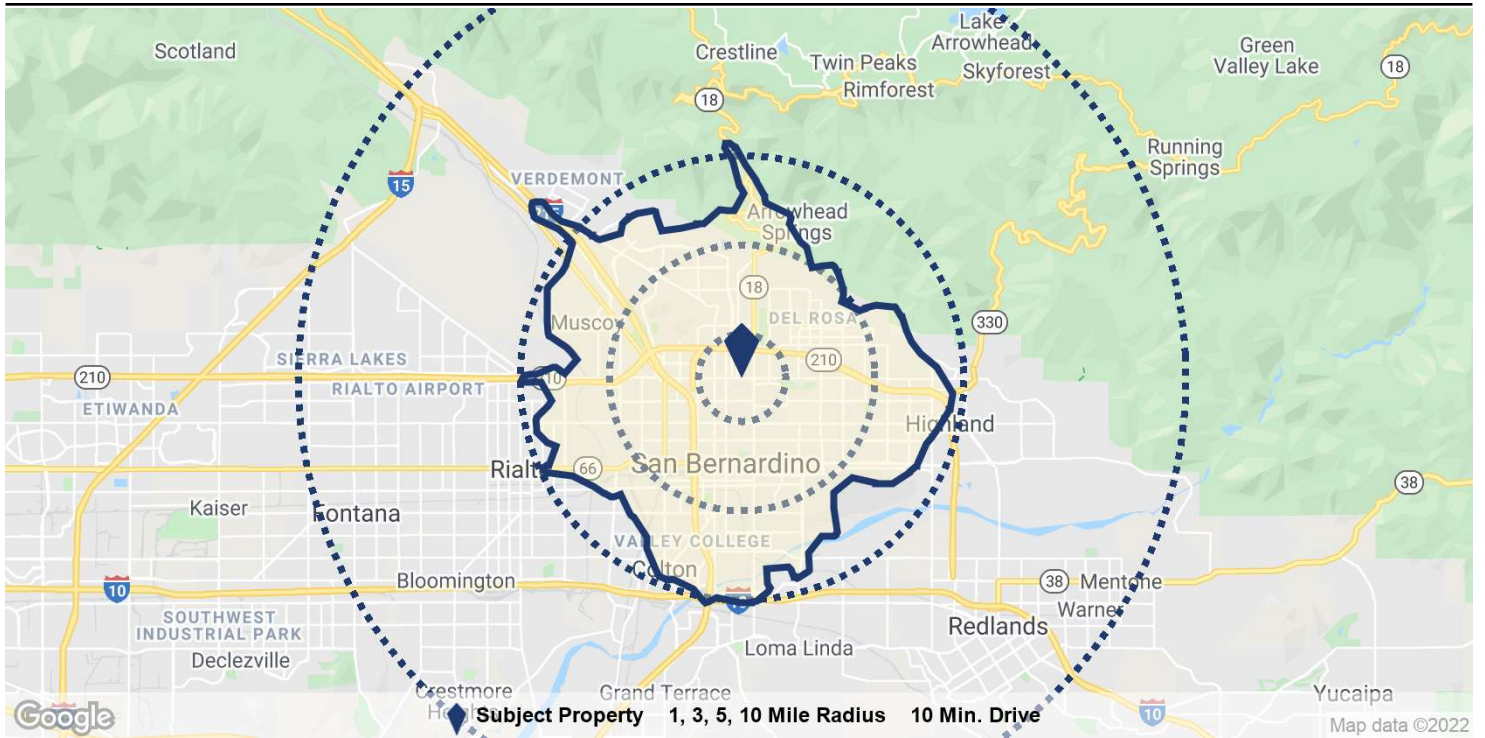 Scotland
Crestline
Lake
Arrowhead
Twin Peaks
Skyforest
Rimforest
Green
Valley Lake
18
18
Running
Springs
15
VERDEMONT
Arrowhead
Springs
18
Muscoy
DEL ROSA
330
SIERRA LAKES
210
210
RIALTO AIRPORT
ETIWANDA
Highland
Rialto
66
San Bernardino
38
Kaiser
Fontana
VALLEY COLLEGE
Colton
Bloomington
10
38
Mentone
Warner
SOUTHWEST
INDUSTRIAL PARK
Redlands
Declezville
Loma Linda
Crestmore
Heights
Grand Terrace
Yucaipa
10
Google
Subject Property 1, 3, 5, 10 Mile Radius 10 Min. Drive
Map data ©2022